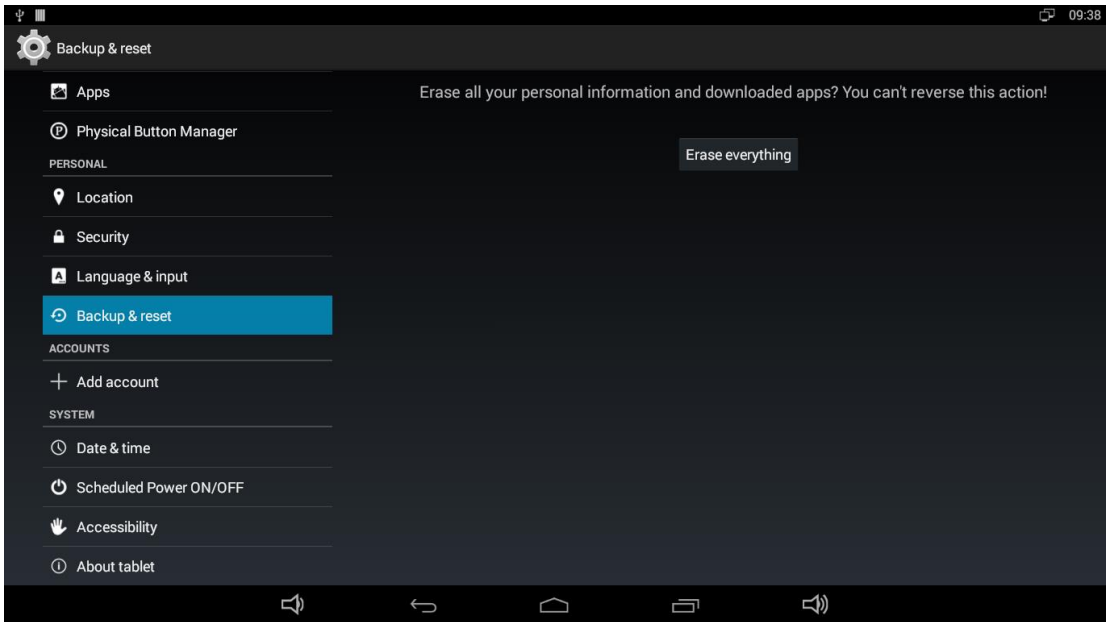 09:38
Backup & reset
Apps
Physical Button Manager
PERSONAL
Location
Security
Language & input
Backup & reset
ACCOUNTS
Add account
SYSTEM
Date & time
Scheduled Power ON/OFF
Accessibility
About tablet
Erase all your personal information and downloaded apps? You can't reverse this action!
Erase everything